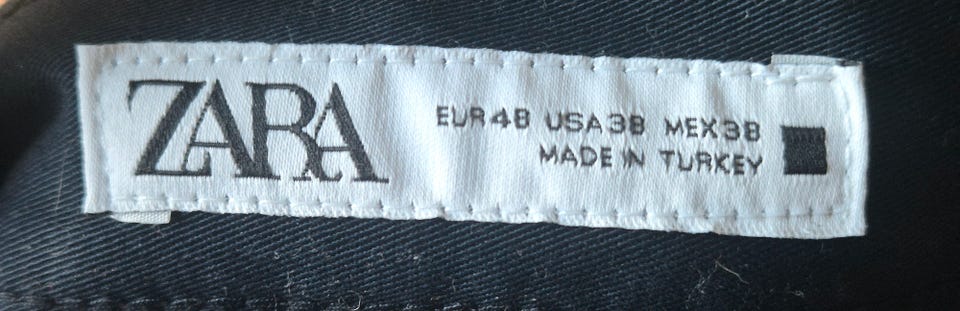 ZARA
EUR 48 USA 38 MEX 38
MADE IN TURKEY